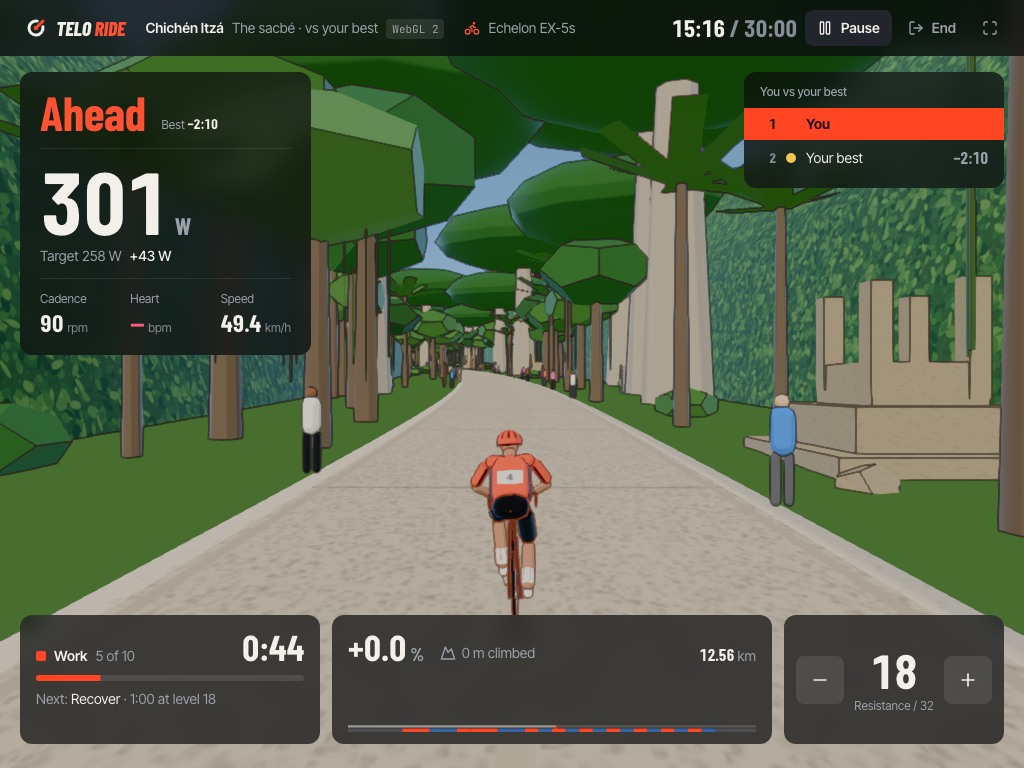 TELO RIDE Chichén Itzá The sacbé · vs your best WebGL 2 Echelon EX-5s 15:16 / 30:00 Pause End
Ahead Best −2:10
301 W
Target 258 W +43 W
Cadence Heart Speed
90 rpm — bpm 49.4 km/h
You vs your best
1 You
2 Your best −2:10
4
Work 5 of 10 0:44
Next: Recover · 1:00 at level 18
+0.0 % 0 m climbed 12.56 km
− 18 +
Resistance / 32